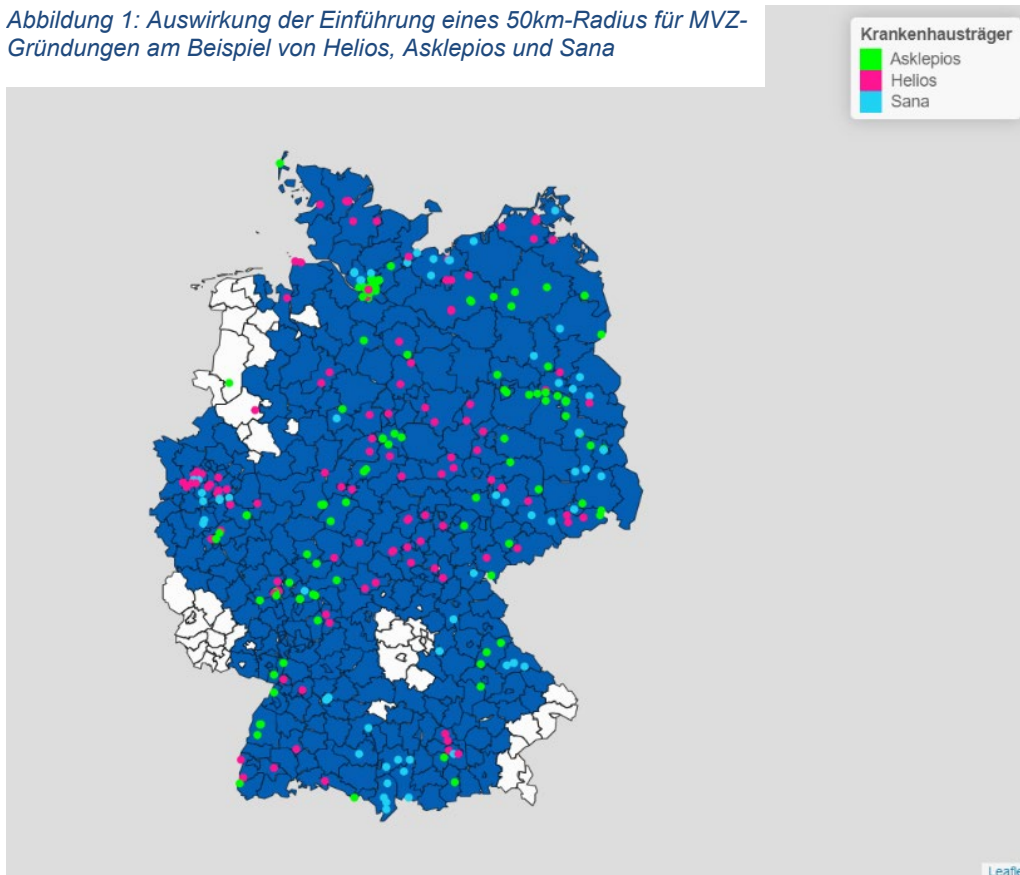 Abbildung 1: Auswirkung der Einführung eines 50km-Radius für MVZ-
Gründungen am Beispiel von Helios, Asklepios und Sana
Krankenhausträger
Asklepios
Helios
Sana